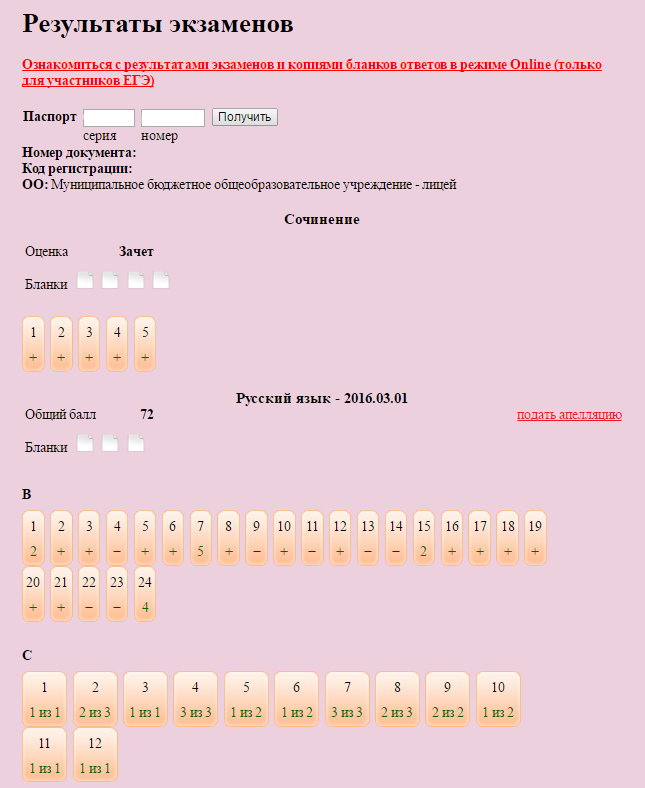 Результаты экзаменов
Ознакомиться с результатами экзаменов и копиями бланков ответов в режиме Online (только
для участников ЕГЭ)
Паспорт Получить
серия номер
Номер документа:
Код регистрации:
ОО: Муниципальное бюджетное общеобразовательное учреждение - лицей
Сочинение
Оценка Зачет
Бланки
1 2 3 4 5
+ + + + +
Русский язык - 2016.03.01
Общий балл 72 подать апелляцию
Бланки
B
1 2 3 4 5 6 7 8 9 10 11 12 13 14 15 16 17 18 19
2 + + − + + 5 + − + − + − − 2 + + + +
20 21 22 23 24
+ + − − 4
C
1 2 3 4 5 6 7 8 9 10
1 из 1 2 из 3 1 из 1 3 из 3 1 из 2 1 из 2 3 из 3 2 из 3 2 из 2 1 из 2
11 12
1 из 1 1 из 1